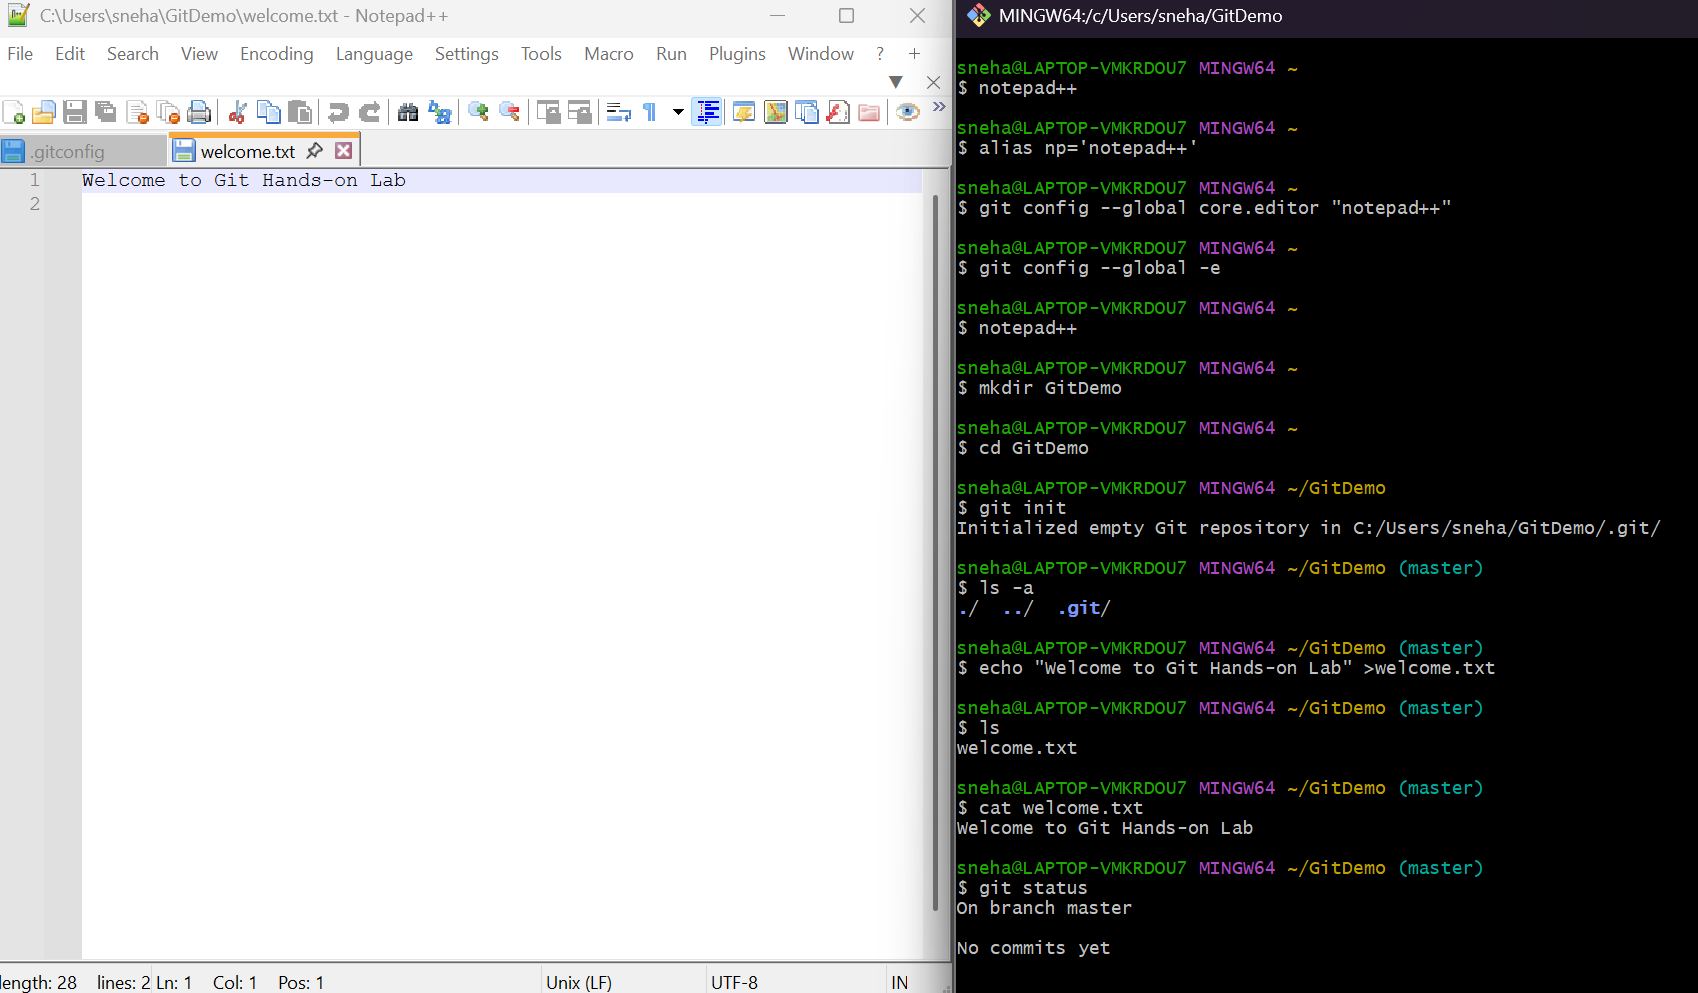 C:\Users\sneha\GitDemo\welcome.txt - Notepad++
File Edit Search View Encoding Language Settings Tools Macro Run Plugins Window ? +
.gitconfig
welcome.txt
1 Welcome to Git Hands-on Lab
2
length: 28 lines: 2 Ln: 1 Col: 1 Pos: 1 Unix (LF) UTF-8 IN
MINGW64:/c/Users/sneha/GitDemo
sneha@LAPTOP-VMKRDOU7 MINGW64 ~
$ notepad++
sneha@LAPTOP-VMKRDOU7 MINGW64 ~
$ alias np='notepad++'
sneha@LAPTOP-VMKRDOU7 MINGW64 ~
$ git config --global core.editor "notepad++"
sneha@LAPTOP-VMKRDOU7 MINGW64 ~
$ git config --global -e
sneha@LAPTOP-VMKRDOU7 MINGW64 ~
$ notepad++
sneha@LAPTOP-VMKRDOU7 MINGW64 ~
$ mkdir GitDemo
sneha@LAPTOP-VMKRDOU7 MINGW64 ~
$ cd GitDemo
sneha@LAPTOP-VMKRDOU7 MINGW64 ~/GitDemo
$ git init
Initialized empty Git repository in C:/Users/sneha/GitDemo/.git/
sneha@LAPTOP-VMKRDOU7 MINGW64 ~/GitDemo (master)
$ ls -a
./ ../ .git/
sneha@LAPTOP-VMKRDOU7 MINGW64 ~/GitDemo (master)
$ echo "Welcome to Git Hands-on Lab" >welcome.txt
sneha@LAPTOP-VMKRDOU7 MINGW64 ~/GitDemo (master)
$ ls
welcome.txt
sneha@LAPTOP-VMKRDOU7 MINGW64 ~/GitDemo (master)
$ cat welcome.txt
Welcome to Git Hands-on Lab
sneha@LAPTOP-VMKRDOU7 MINGW64 ~/GitDemo (master)
$ git status
On branch master
No commits yet